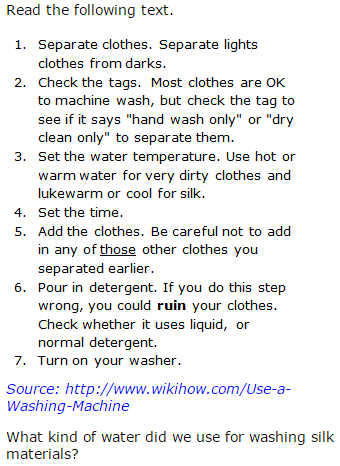 Read the following text.
1. Separate clothes. Separate lights
clothes from darks.
2. Check the tags.  Most clothes are OK
to machine wash, but check the tag to
see if it says "hand wash only" or "dry
clean only" to separate them.
3. Set the water temperature. Use hot or
warm water for very dirty clothes and
lukewarm or cool for silk.
4. Set the time.
5. Add the clothes. Be careful not to add
in any of those other clothes you
separated earlier.
6. Pour in detergent. If you do this step
wrong, you could ruin your clothes.
Check whether it uses liquid,  or
normal detergent.
7. Turn on your washer.
Source: http://www.wikihow.com/Use-a-
Washing-Machine
What kind of water did we use for washing silk
materials?